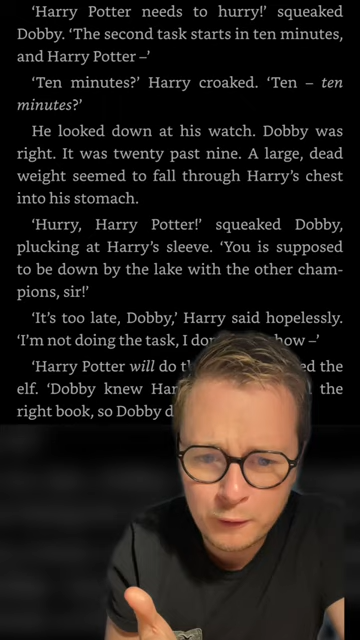 ‘Harry Potter needs to hurry!’ squeaked
Dobby. ‘The second task starts in ten minutes,
and Harry Potter –’
‘Ten minutes?’ Harry croaked. ‘Ten – ten
minutes?’
He looked down at his watch. Dobby was
right. It was twenty past nine. A large, dead
weight seemed to fall through Harry’s chest
into his stomach.
‘Hurry, Harry Potter!’ squeaked Dobby,
plucking at Harry’s sleeve. ‘You is supposed
to be down by the lake with the other cham-
pions, sir!’
‘It’s too late, Dobby,’ Harry said hopelessly.
‘I’m not doing the task, I how –’
‘Harry Potter will do the
elf. ‘Dobby knew the
right book, so Dobby